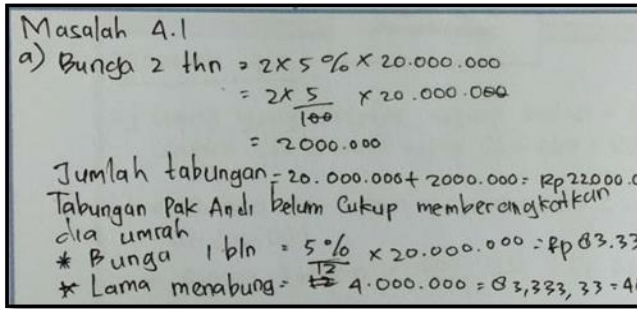 Masalah 4.1
a) Bunga 2 thn = 2 x 5% x 20.000.000
= 2 x 5/100 x 20.000.000
= 2000.000
Jumlah tabungan = 20.000.000 + 2000.000 = Rp 22000.0
Tabungan Pak Andi belum cukup memberangkatkan
dia umrah
* Bunga 1 bln = 5%/12 x 20.000.000 = Rp 83.33
* Lama menabung = 4.000.000 = 83,333,33 = 4